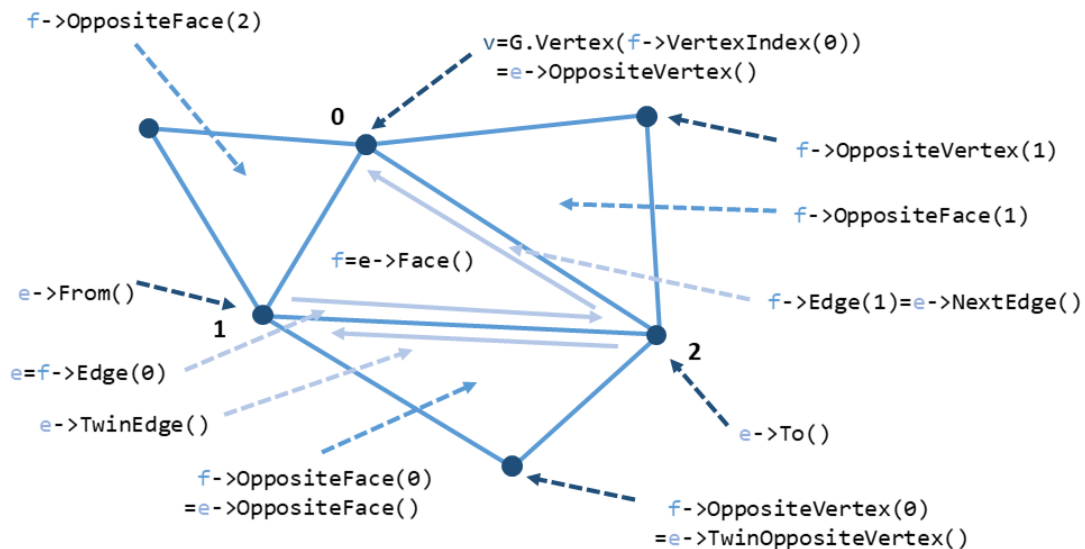 f->OppositeFace(2)
v=G.Vertex(f->VertexIndex(0))
=e->OppositeVertex()
0
f->OppositeVertex(1)
f->OppositeFace(1)
f=e->Face()
e->From()
f->Edge(1)=e->NextEdge()
1
2
e=f->Edge(0)
e->TwinEdge()
e->To()
f->OppositeFace(0)
=e->OppositeFace()
f->OppositeVertex(0)
=e->TwinOppositeVertex()